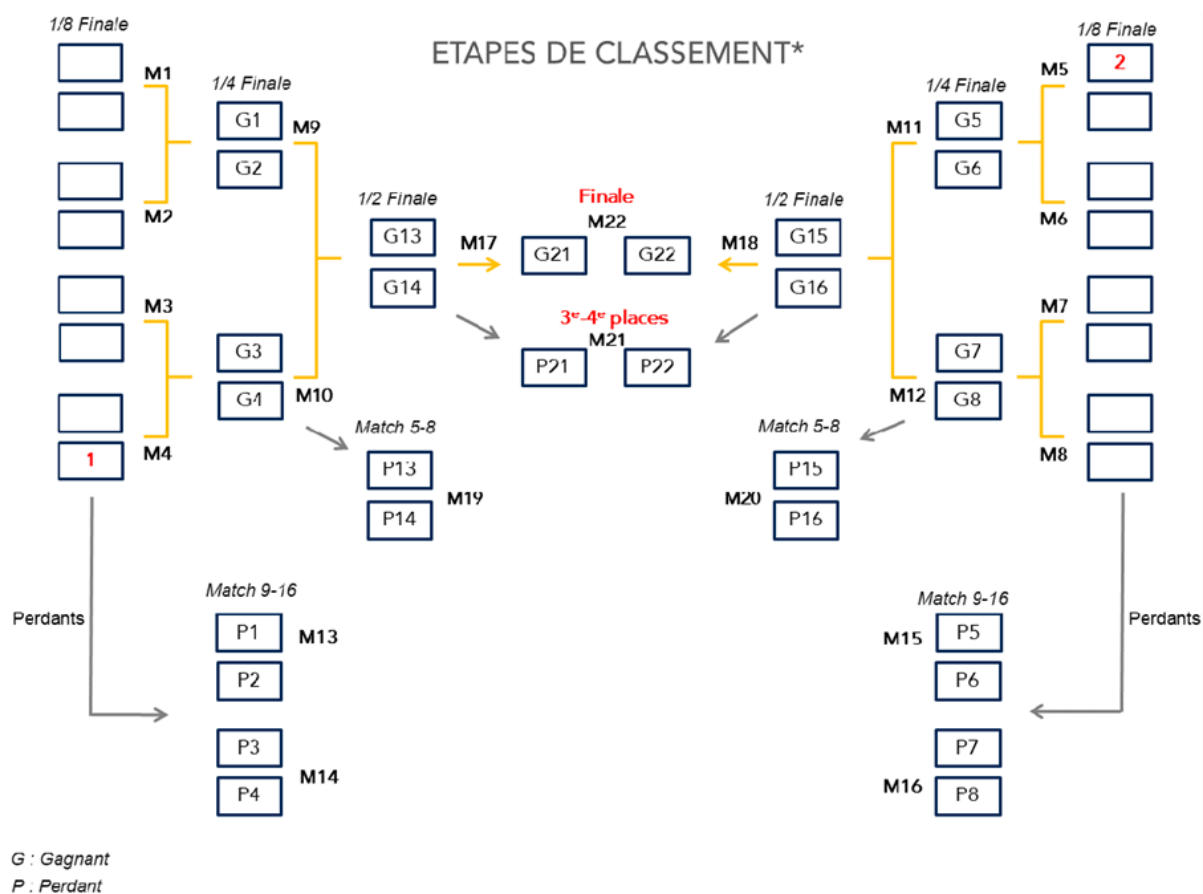 1/8 Finale
1/8 Finale
ETAPES DE CLASSEMENT*
M1
M5
2
1/4 Finale
1/4 Finale
G1
M9
M11
G5
G2
G6
1/2 Finale
Finale
1/2 Finale
M2
M22
M6
G13
M17
G21
G22
M18
G15
G14
G16
M3
3e-4e places
M7
M21
G3
P21
P22
G7
G4
M10
M12
G8
Match 5-8
Match 5-8
1
M4
M8
P13
P15
M19
M20
P14
P16
Match 9-16
Match 9-16
Perdants
P1
M13
M15
P5
Perdants
P2
P6
P3
P7
M14
M16
P4
P8
G : Gagnant
P : Perdant